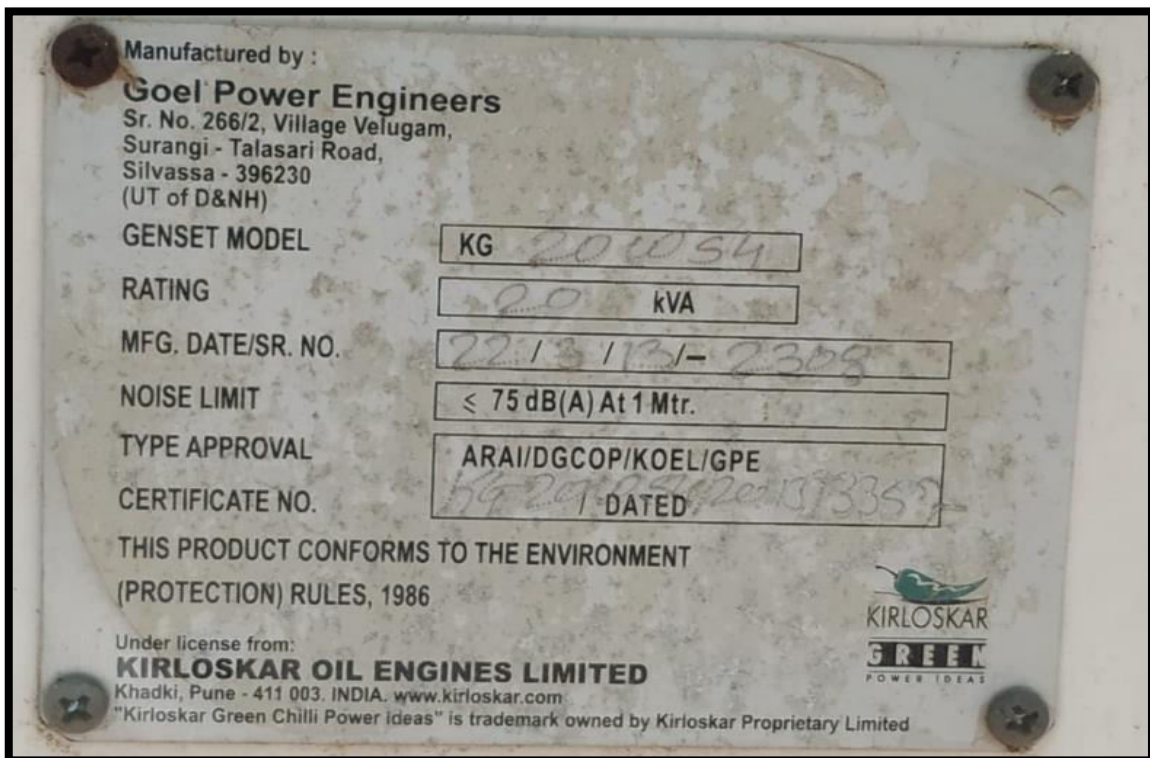 Manufactured by :
Goel Power Engineers
Sr. No. 266/2, Village Velugam,
Surangi - Talasari Road,
Silvassa - 396230
(UT of D&NH)
GENSET MODEL KG 20WS4
RATING 20 kVA
MFG. DATE/SR. NO. 22/3/13/- 2308
NOISE LIMIT ≤ 75 dB(A) At 1 Mtr.
TYPE APPROVAL ARAI/DGCOP/KOEL/GPE
CERTIFICATE NO. / DATED
THIS PRODUCT CONFORMS TO THE ENVIRONMENT
(PROTECTION) RULES, 1986
KIRLOSKAR
GREEN
POWER IDEAS
Under license from:
KIRLOSKAR OIL ENGINES LIMITED
Khadki, Pune - 411 003. INDIA. www.kirloskar.com
"Kirloskar Green Chilli Power ideas" is trademark owned by Kirloskar Proprietary Limited